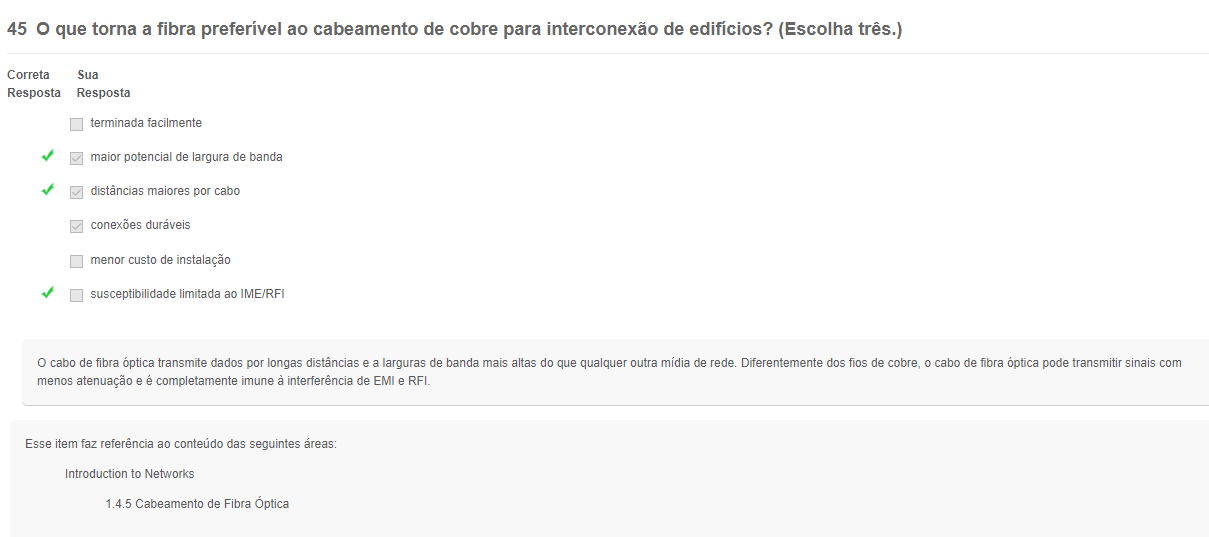 45 O que torna a fibra preferível ao cabeamento de cobre para interconexão de edifícios? (Escolha três.)
Correta Sua
Resposta Resposta
terminada facilmente
maior potencial de largura de banda
distâncias maiores por cabo
conexões duráveis
menor custo de instalação
susceptibilidade limitada ao IME/RFI
O cabo de fibra óptica transmite dados por longas distâncias e a larguras de banda mais altas do que qualquer outra mídia de rede. Diferentemente dos fios de cobre, o cabo de fibra óptica pode transmitir sinais com
menos atenuação e é completamente imune à interferência de EMI e RFI.
Esse item faz referência ao conteúdo das seguintes áreas:
Introduction to Networks
1.4.5 Cabeamento de Fibra Óptica